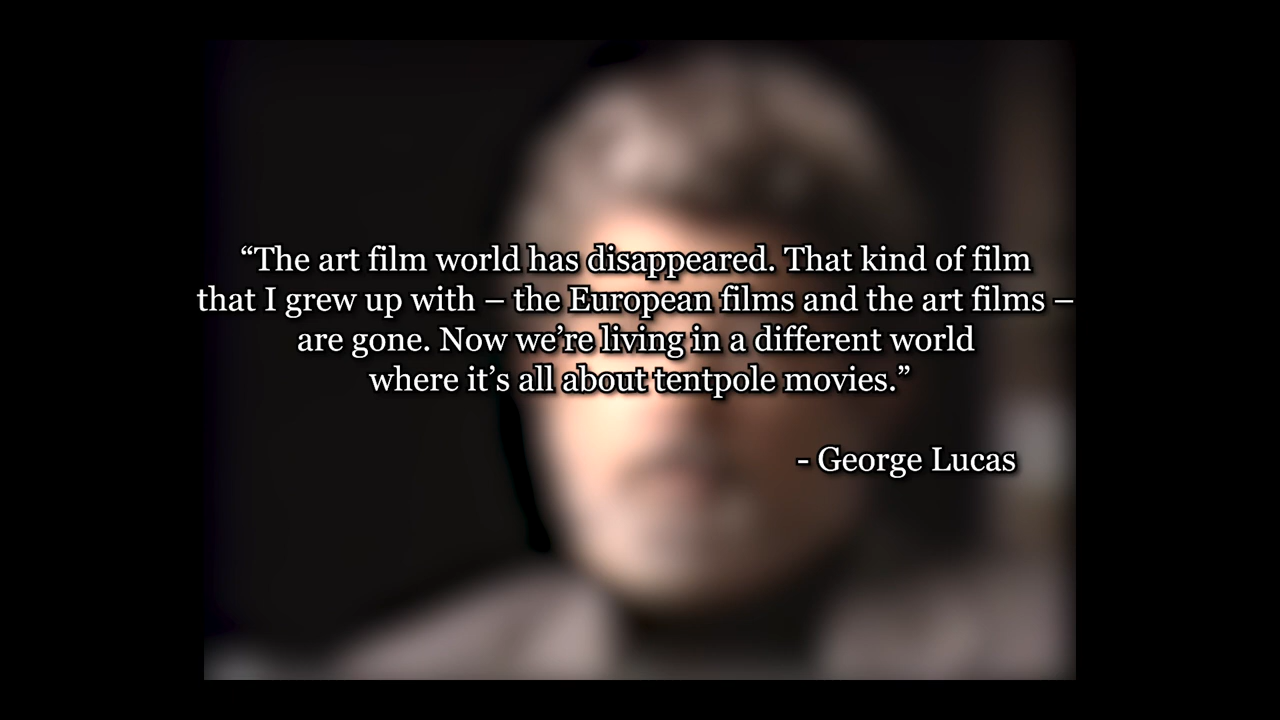 “The art film world has disappeared. That kind of film
that I grew up with – the European films and the art films –
are gone. Now we’re living in a different world
where it’s all about tentpole movies.”
- George Lucas